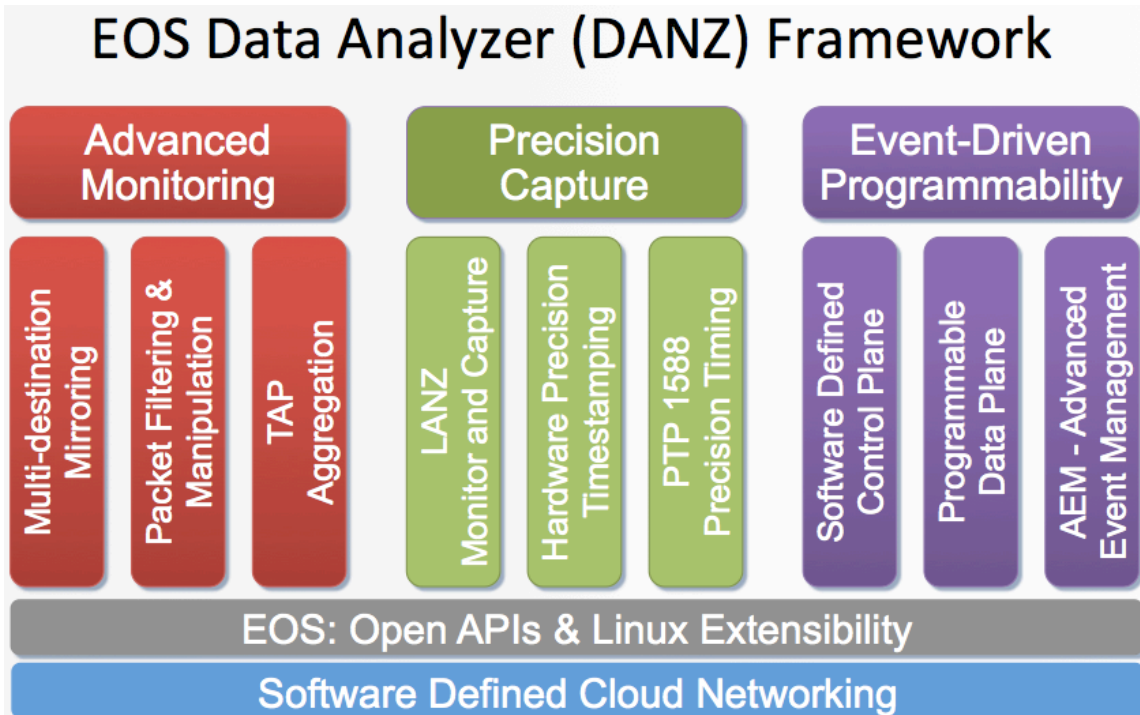 EOS Data Analyzer (DANZ) Framework
Advanced
Monitoring
Precision
Capture
Event-Driven
Programmability
Multi-destination
Mirroring
Packet Filtering &
Manipulation
TAP
Aggregation
LANZ
Monitor and Capture
Hardware Precision
Timestamping
PTP 1588
Precision Timing
Software Defined
Control Plane
Programmable
Data Plane
AEM - Advanced
Event Management
EOS: Open APIs & Linux Extensibility
Software Defined Cloud Networking